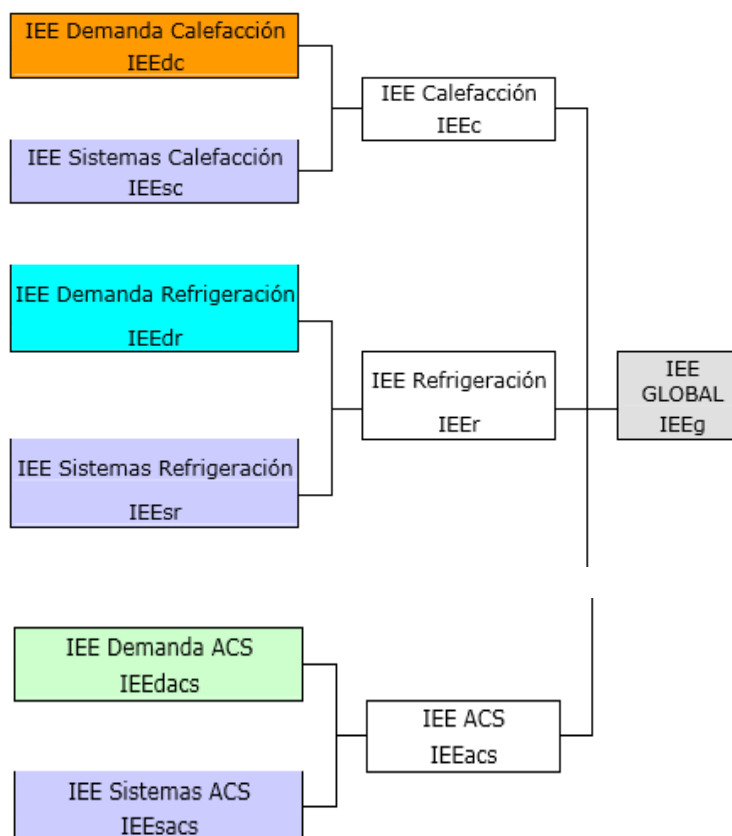 IEE Demanda Calefacción
IEEdc
IEE Sistemas Calefacción
IEEsc
IEE Calefacción
IEEc
IEE Demanda Refrigeración
IEEdr
IEE Sistemas Refrigeración
IEEsr
IEE Refrigeración
IEEr
IEE
GLOBAL
IEEg
IEE Demanda ACS
IEEdacs
IEE Sistemas ACS
IEEsacs
IEE ACS
IEEacs